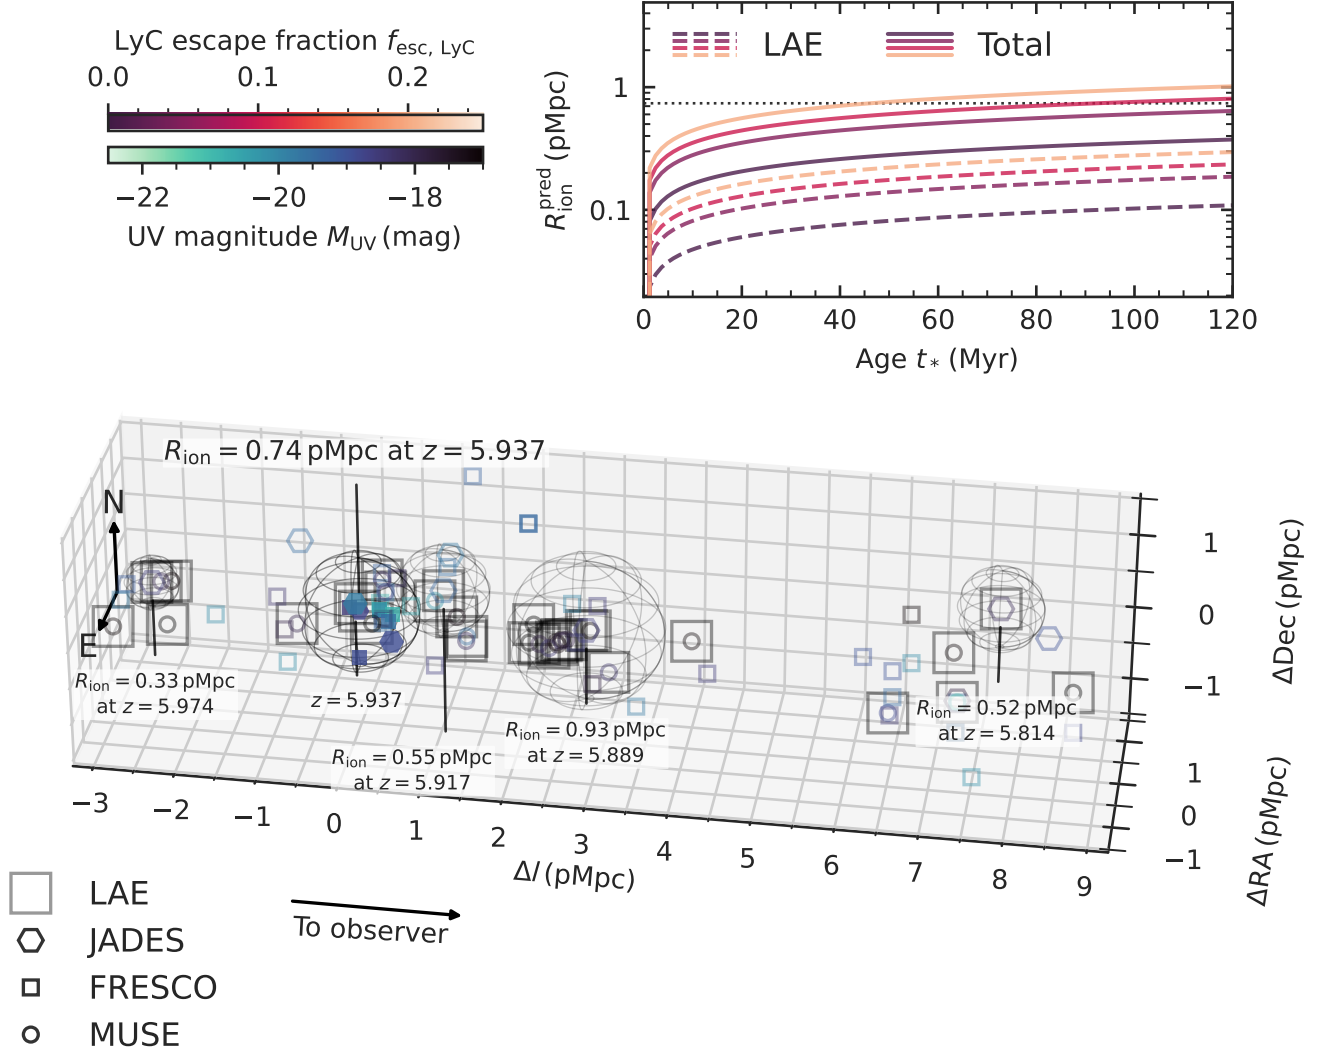 LyC escape fraction f_esc, LyC
0.0 0.1 0.2
−22 −20 −18
UV magnitude M_UV (mag)
LAE Total
1
0.1
R_ion^pred (pMpc)
0 20 40 60 80 100 120
Age t_* (Myr)
R_ion = 0.74 pMpc at z = 5.937
N
E
R_ion = 0.33 pMpc
at z = 5.974
z = 5.937
R_ion = 0.55 pMpc
at z = 5.917
R_ion = 0.93 pMpc
at z = 5.889
R_ion = 0.52 pMpc
at z = 5.814
1
0
−1
ΔDec (pMpc)
1
0
−1
ΔRA (pMpc)
−3 −2 −1 0 1 2 3 4 5 6 7 8 9
Δl (pMpc)
To observer
LAE
JADES
FRESCO
MUSE